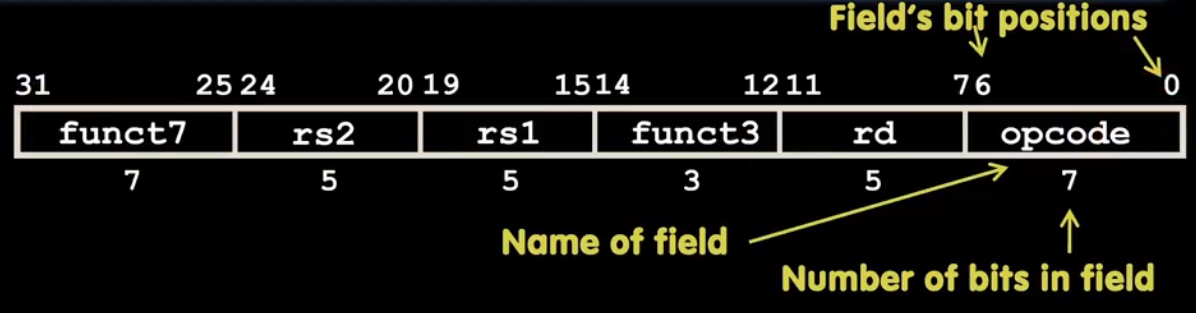 Field's bit positions
31 25 24 20 19 15 14 12 11 7 6 0
funct7 rs2 rs1 funct3 rd opcode
7 5 5 3 5 7
Name of field
Number of bits in field